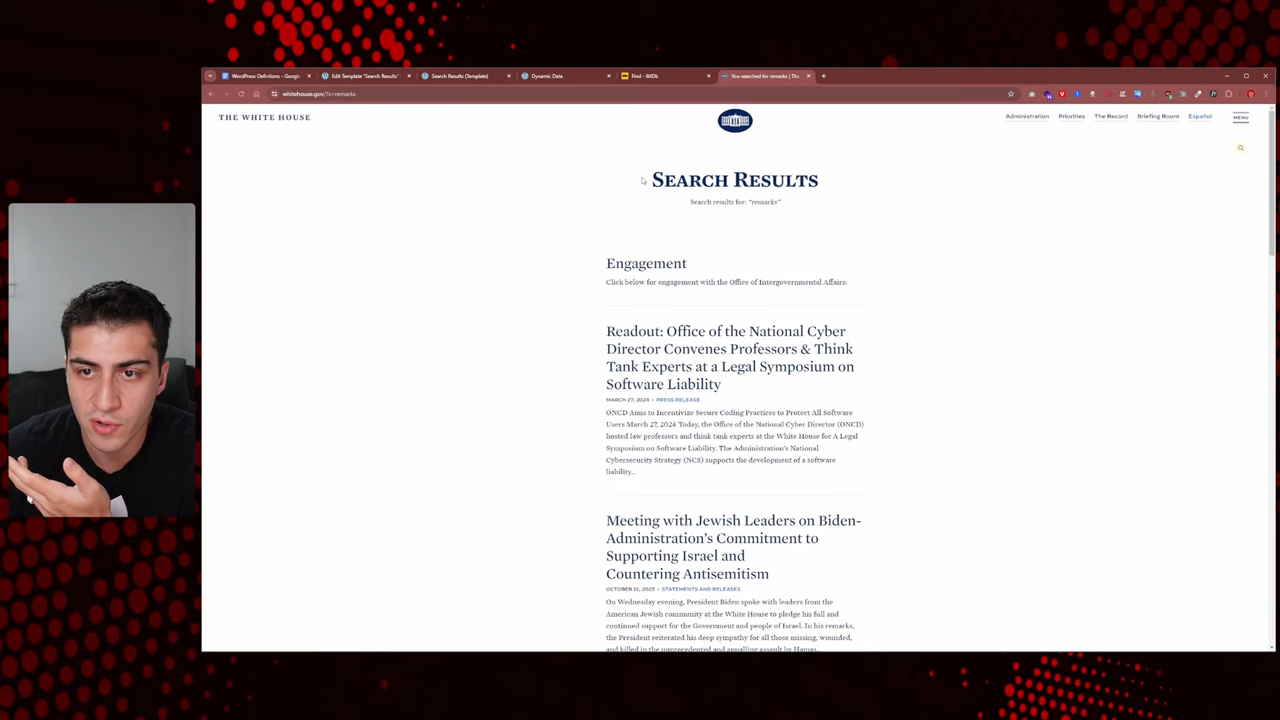 WordPress Definitons - Google
Edit Template "Search Results"
Search Results (Template)
Dynamic Data
Find - IMDb
You searched for remarks | Th
whitehouse.gov/?s=remarks
THE WHITE HOUSE
Administration
Priorities
The Record
Briefing Room
Español
MENU
SEARCH RESULTS
Search results for: "remarks"
Engagement
Click below for engagement with the Office of Intergovernmental Affairs:
Readout: Office of the National Cyber
Director Convenes Professors & Think
Tank Experts at a Legal Symposium on
Software Liability
MARCH 27, 2024 • PRESS RELEASE
ONCD Aims to Incentivize Secure Coding Practices to Protect All Software
Users March 27, 2024 Today, the Office of the National Cyber Director (ONCD)
hosted law professors and think tank experts at the White House for A Legal
Symposium on Software Liability. The Administration's National
Cybersecurity Strategy (NCS) supports the development of a software
liability...
Meeting with Jewish Leaders on Biden-
Administration's Commitment to
Supporting Israel and
Countering Antisemitism
OCTOBER 12, 2023 • STATEMENTS AND RELEASES
On Wednesday evening, President Biden spoke with leaders from the
American Jewish community at the White House to pledge his full and
continued support for the Government and people of Israel. In his remarks,
the President reiterated his deep sympathy for all those missing, wounded,
and killed in the unprecedented and appalling assault by Hamas...